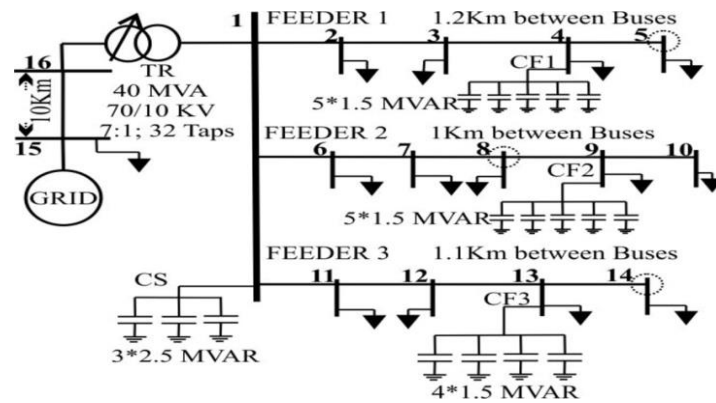 1 FEEDER 1 1.2Km between Buses
2 3 4 5
16
TR CF1
40 MVA
70/10 KV
7:1; 32 Taps
10Km
5*1.5 MVAR
15
FEEDER 2 1Km between Buses
6 7 8 9 10
CF2
GRID
5*1.5 MVAR
FEEDER 3 1.1Km between Buses
11 12 13 14
CS
CF3
3*2.5 MVAR
4*1.5 MVAR